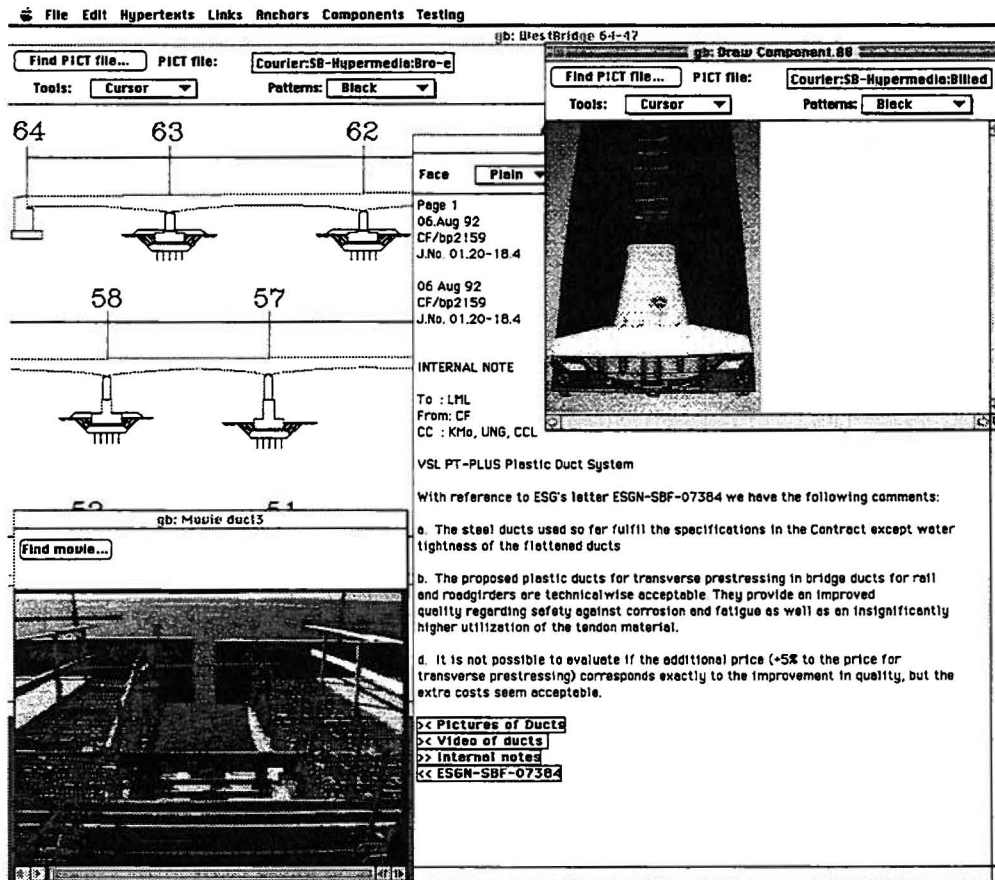 File Edit Hypertexts Links Anchors Components Testing
gb: WestBridge 64-47
Find PICT file... PICT file: Courier:SB-Hypermedia:Bro-e
Tools: Cursor Patterns: Black
64 63 62
58 57
52 51
gb: Draw Component.88
Find PICT file... PICT file: Courier:SB-Hypermedia:Billed
Tools: Cursor Patterns: Black
Face Plain
Page 1
06.Aug 92
CF/bp2159
J.No. 01.20-18.4
06 Aug 92
CF/bp2159
J.No. 01.20-18.4
INTERNAL NOTE
To : LML
From: CF
CC : KMo, UNG, CCL
VSL PT-PLUS Plastic Duct System
With reference to ESG's letter ESGN-SBF-07384 we have the following comments:
a. The steel ducts used so far fulfil the specifications in the Contract except water
tightness of the flattened ducts
b. The proposed plastic ducts for transverse prestressing in bridge ducts for rail
and roadgirders are technicalwise acceptable. They provide an improved
quality regarding safety against corrosion and fatigue as well as an insignificantly
higher utilization of the tendon material.
d. It is not possible to evaluate if the additional price (+5% to the price for
transverse prestressing) corresponds exactly to the improvement in quality, but the
extra costs seem acceptable.
>< Pictures of Ducts
>< Video of ducts
>> Internal notes
<< ESGN-SBF-07384
gb: Movie duct3
Find movie...